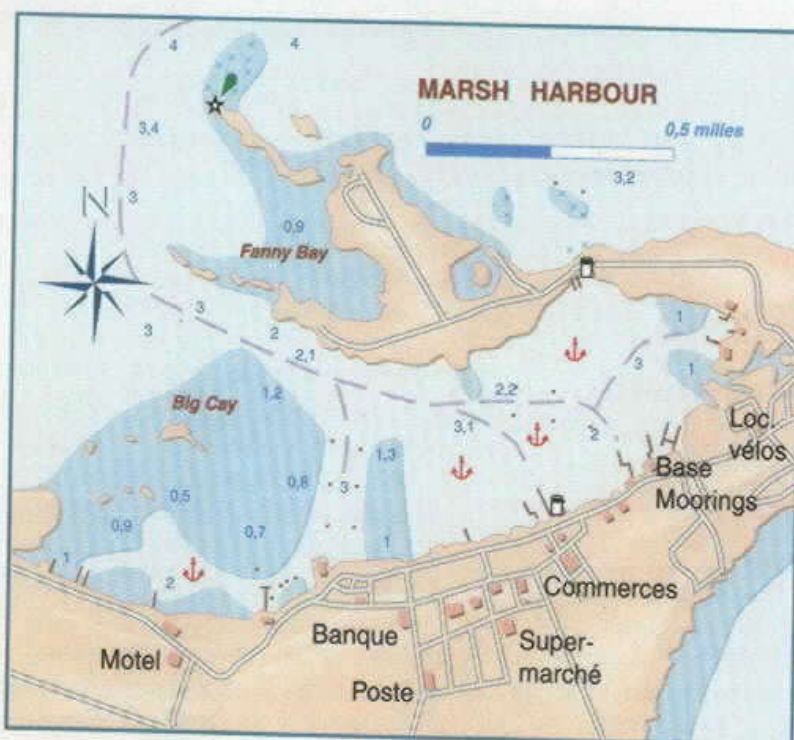 4
4
MARSH HARBOUR
0
0,5 milles
3,4
3,2
3
N
0,9
Fanny Bay
3
3
2
1
3
2,1
1
1,2
2,2
Big Cay
3,1
2
Loc.
vélos
1,3
Base
Moorings
0,8
3
0,5
0,9
0,7
1
1
2
Commerces
Banque
Super-
marché
Motel
Poste